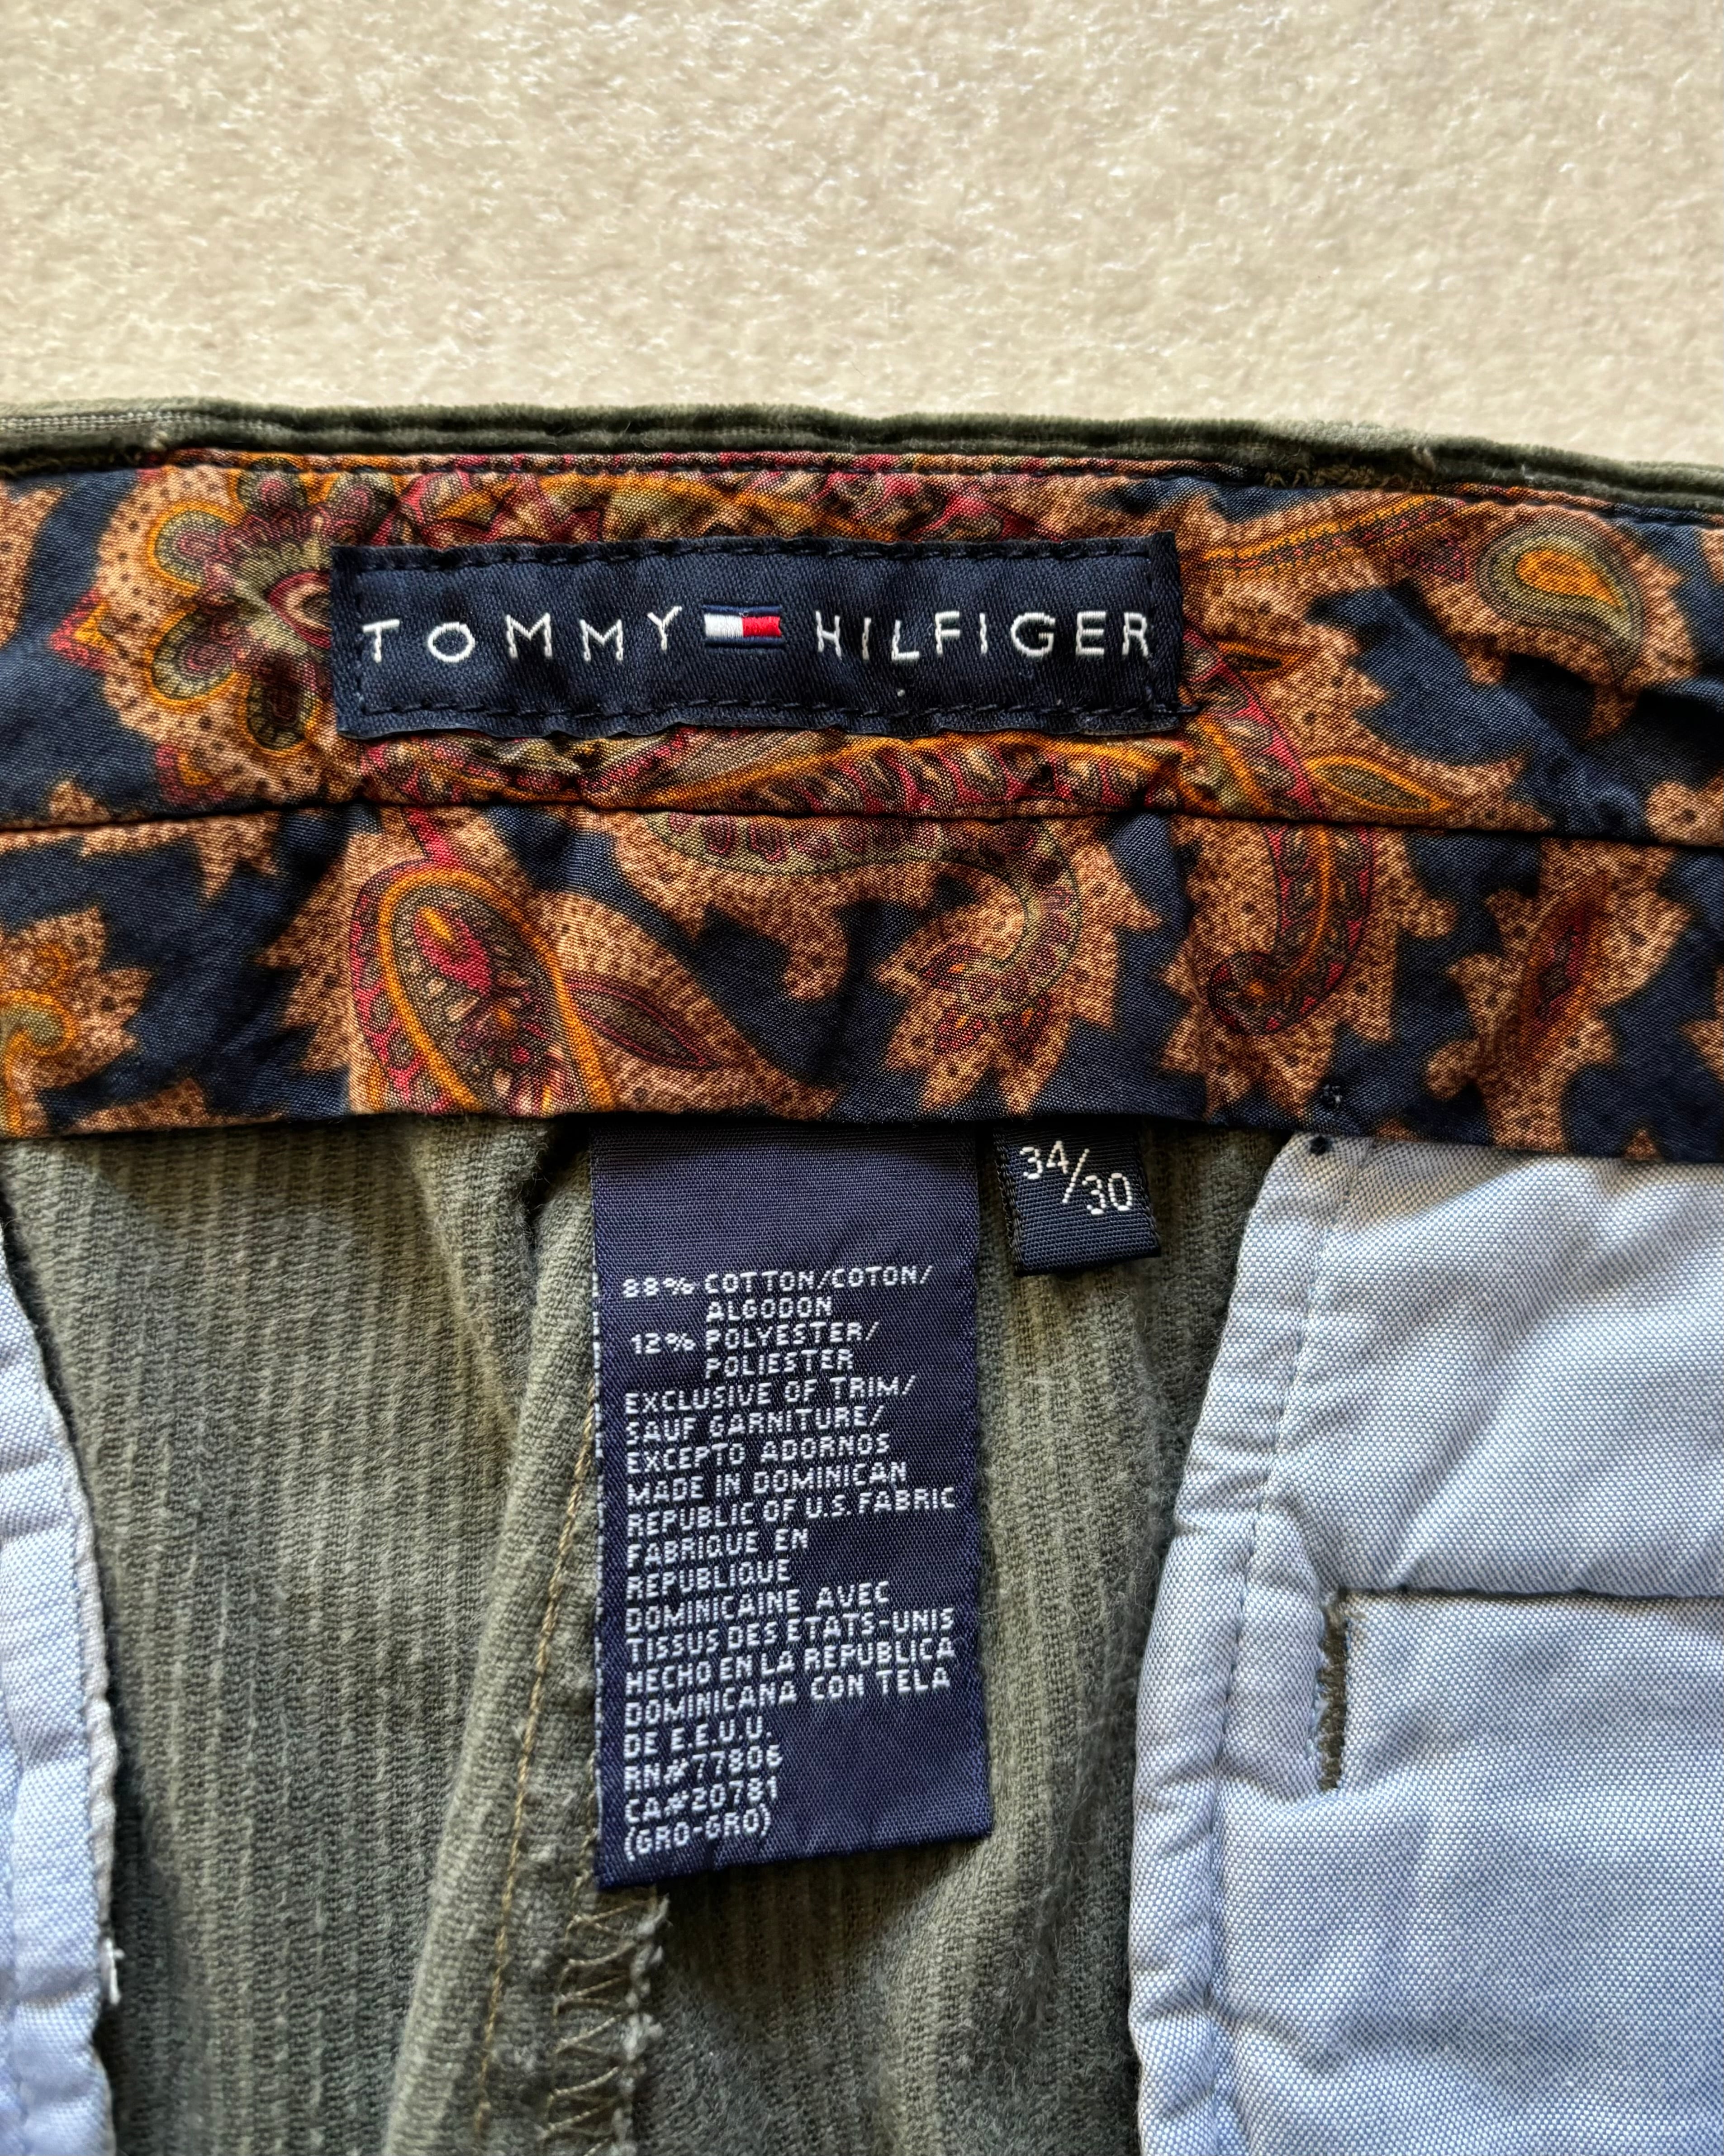 TOMMY HILFIGER
34/30
88% COTTON/COTON/
ALGODON
12% POLYESTER/
POLIESTER
EXCLUSIVE OF TRIM/
SAUF GARNITURE/
EXCEPTO ADORNOS
MADE IN DOMINICAN
REPUBLIC OF U.S. FABRIC
FABRIQUE EN
REPUBLIQUE
DOMINICAINE AVEC
TISSUS DES ETATS-UNIS
HECHO EN LA REPUBLICA
DOMINICANA CON TELA
DE E.E.U.U.
RN#77806
CA#20781
(GRO-GRO)